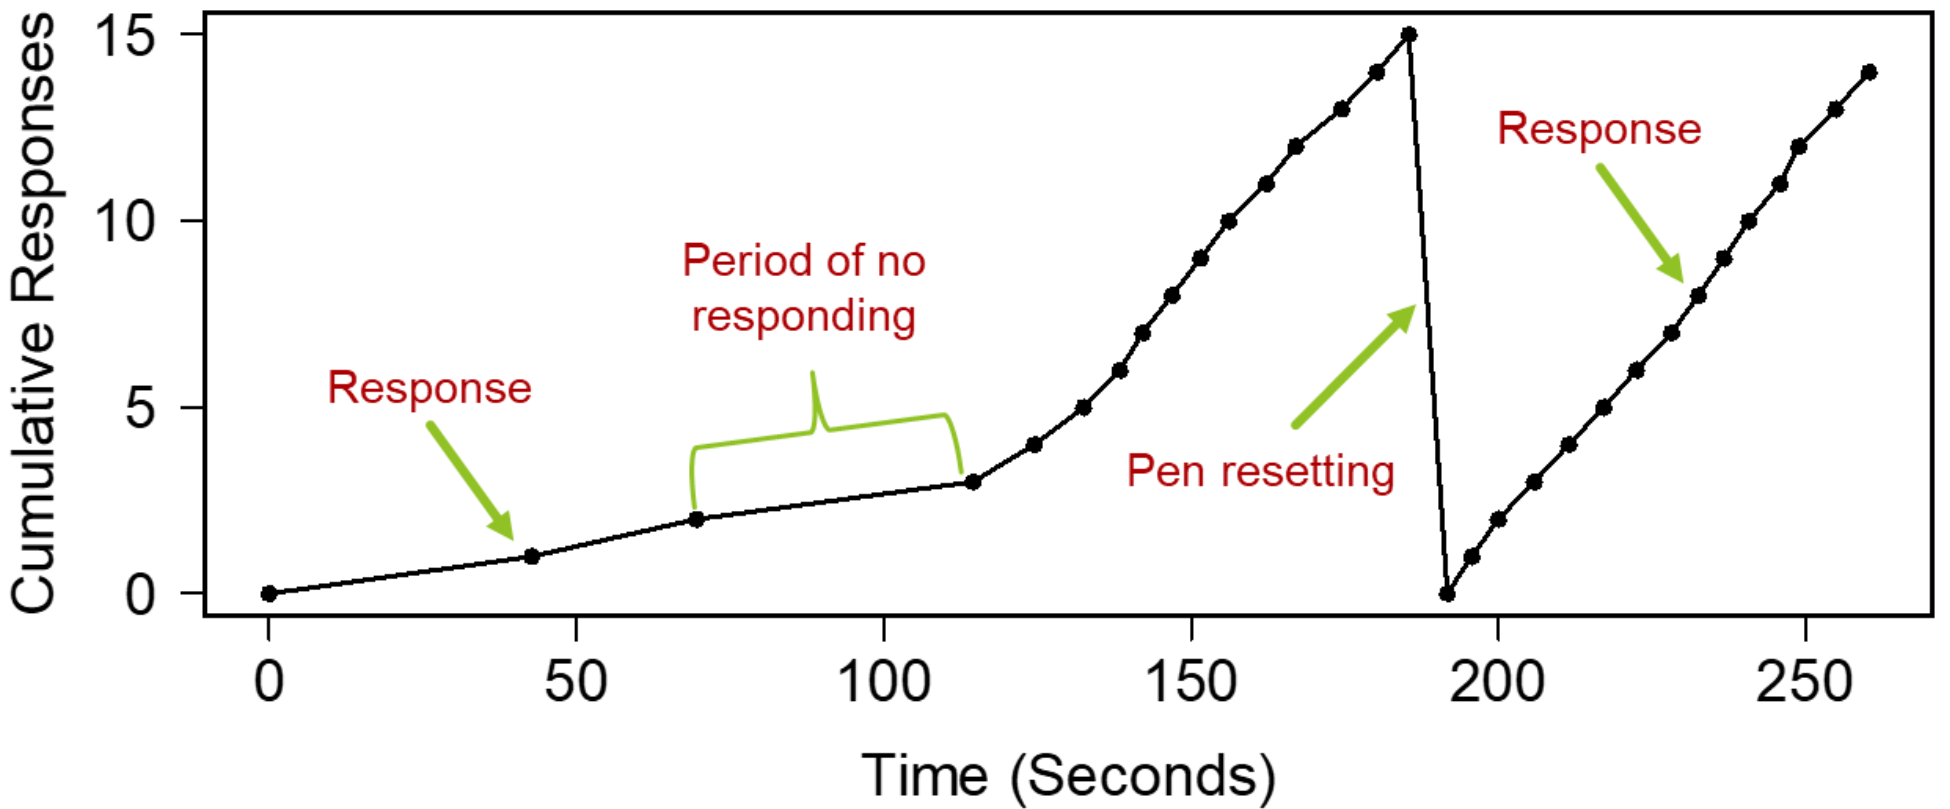 Cumulative Responses
15
10
5
0
Response
Period of no
responding
Pen resetting
Response
0 50 100 150 200 250
Time (Seconds)